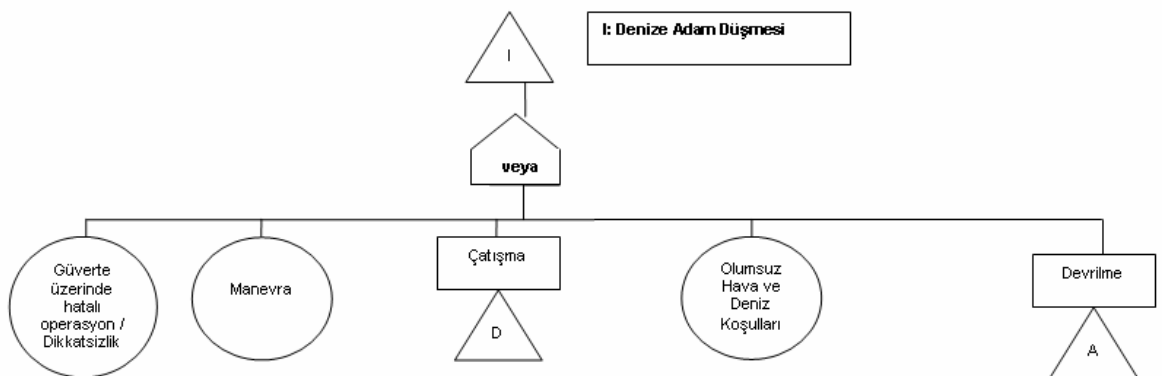 I
I: Denize Adam Düşmesi
veya
Güverte
üzerinde
hatalı
operasyon /
Dikkatsizlik
Manevra
Çatışma
D
Olumsuz
Hava ve
Deniz
Koşulları
Devrilme
A